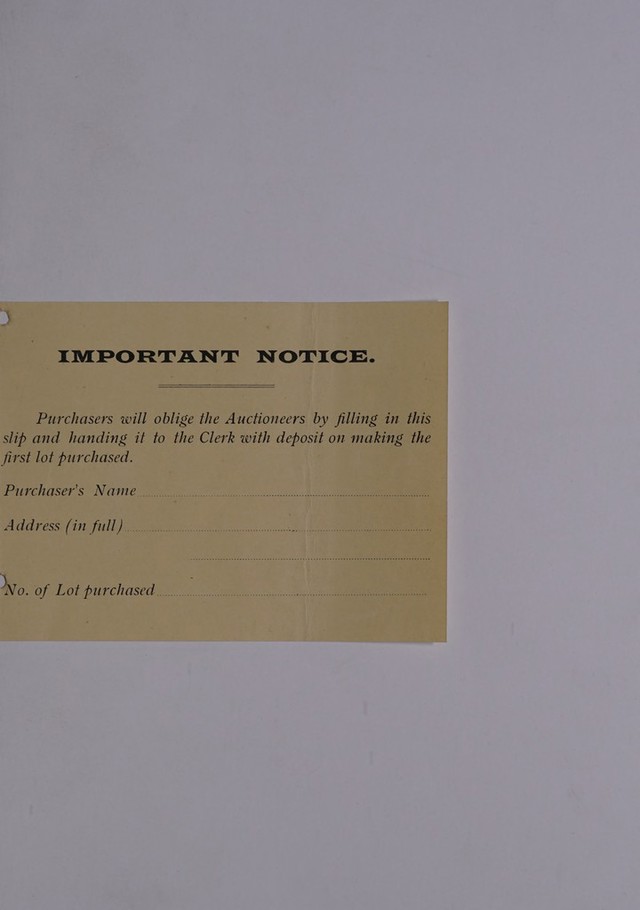 IMPORTANT NOTICE.
Purchasers will oblige the Auctioneers by filling in this
slip and handing it to the Clerk with deposit on making the
first lot purchased.
Purchaser's Name
Address (in full)
No. of Lot purchased